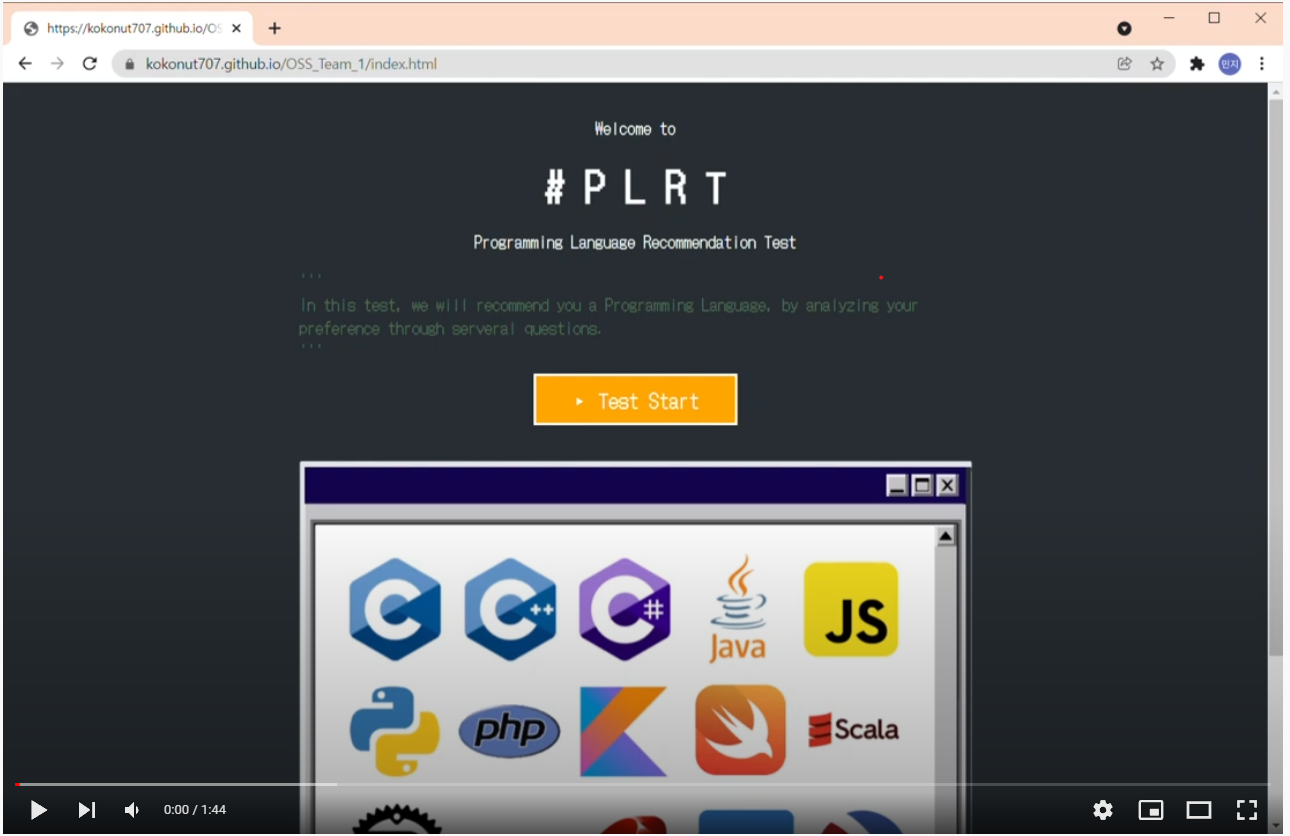 https://kokonut707.github.io/OS
kokonut707.github.io/OSS_Team_1/index.html
민지
Welcome to
#PLRT
Programming Language Recommendation Test
'''
In this test, we will recommend you a Programming Language, by analyzing your
preference through serveral questions.
'''
▸ Test Start
C C++ C# Java JS
php Scala
0:00 / 1:44